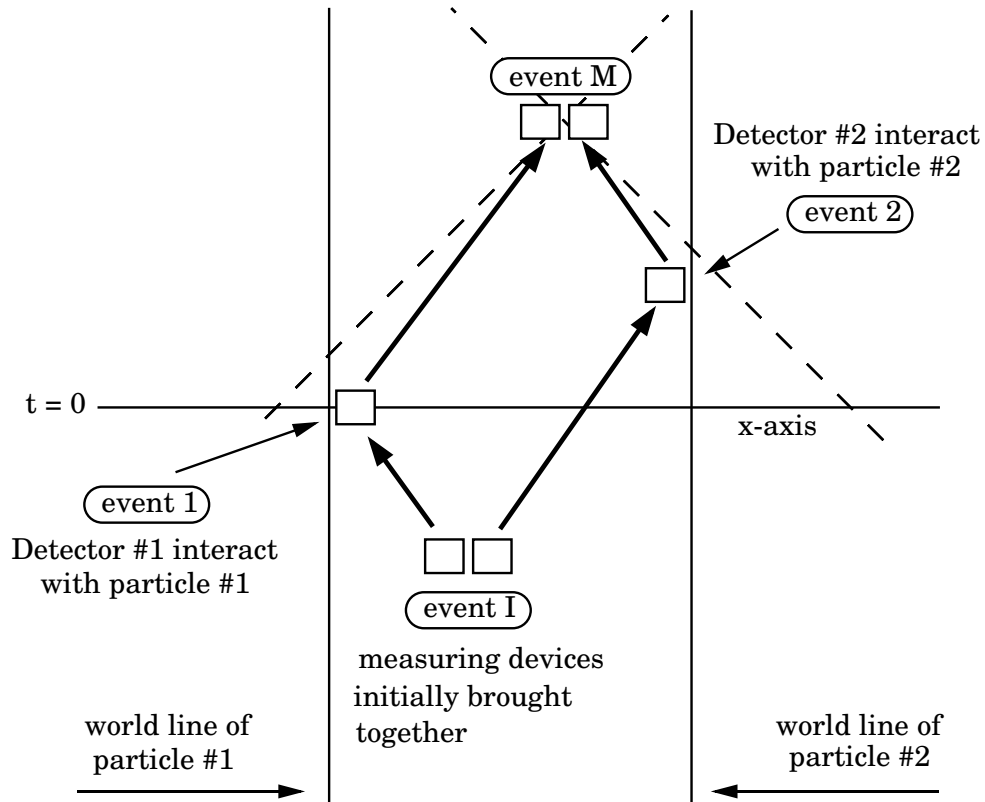 event M
Detector #2 interact
with particle #2
event 2
t = 0
x-axis
event 1
Detector #1 interact
with particle #1
event I
measuring devices
initially brought
together
world line of
particle #1
world line of
particle #2